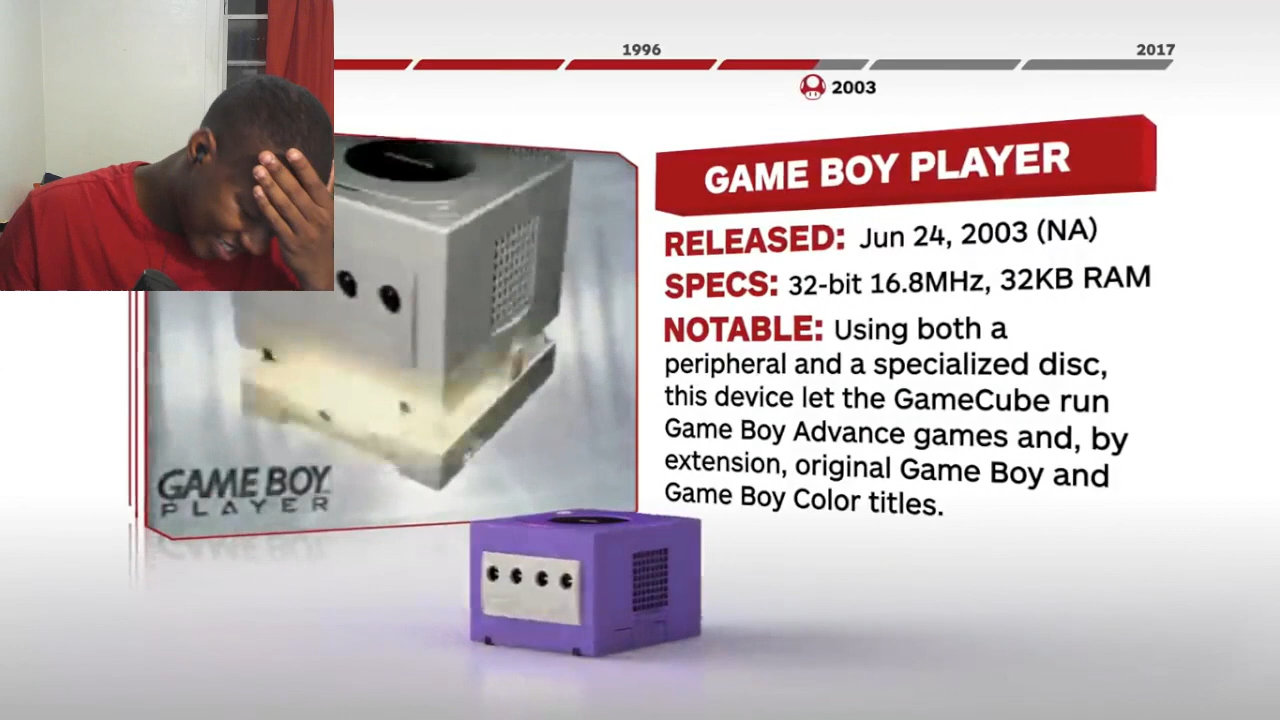 1996
2017
2003
GAME BOY PLAYER
RELEASED: Jun 24, 2003 (NA)
SPECS: 32-bit 16.8MHz, 32KB RAM
NOTABLE: Using both a
peripheral and a specialized disc,
this device let the GameCube run
Game Boy Advance games and, by
extension, original Game Boy and
Game Boy Color titles.
GAME BOY
PLAYER